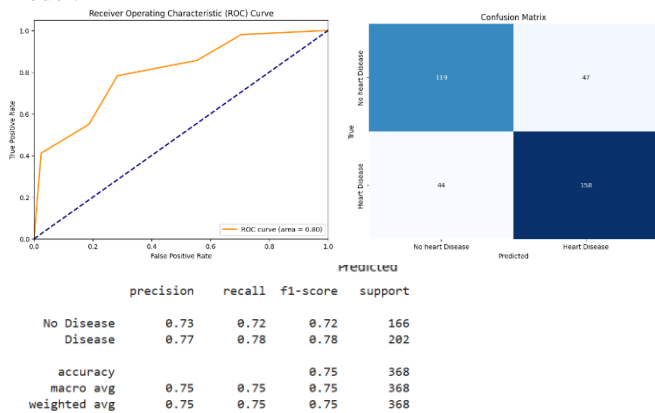 Receiver Operating Characteristic (ROC) Curve
1.0
0.8
0.6
0.4
0.2
0.0
True Positive Rate
0.0 0.2 0.4 0.6 0.8 1.0
False Positive Rate
ROC curve (area = 0.80)
Confusion Matrix
No heart Disease
Heart Disease
True
119 47
44 158
No heart Disease Heart Disease
Predicted
Predicted
precision recall f1-score support
No Disease 0.73 0.72 0.72 166
Disease 0.77 0.78 0.78 202
accuracy 0.75 368
macro avg 0.75 0.75 0.75 368
weighted avg 0.75 0.75 0.75 368